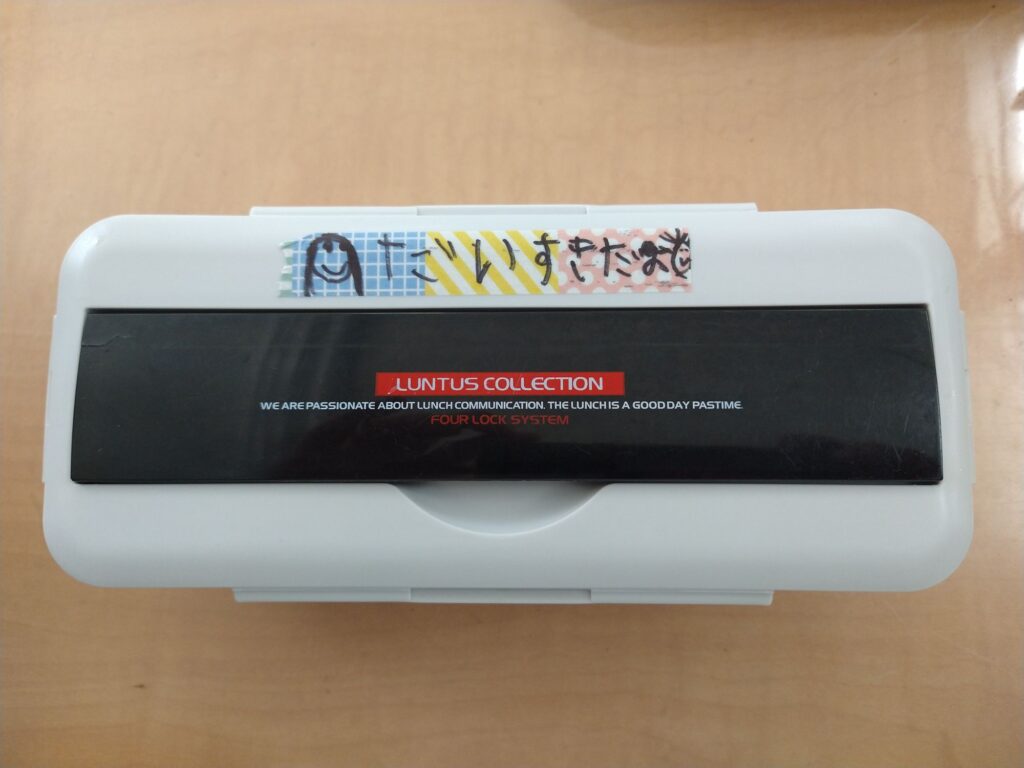 だいすきだよ
LUNTUS COLLECTION
WE ARE PASSIONATE ABOUT LUNCH COMMUNICATION. THE LUNCH IS A GOOD DAY PASTIME.
FOUR LOCK SYSTEM